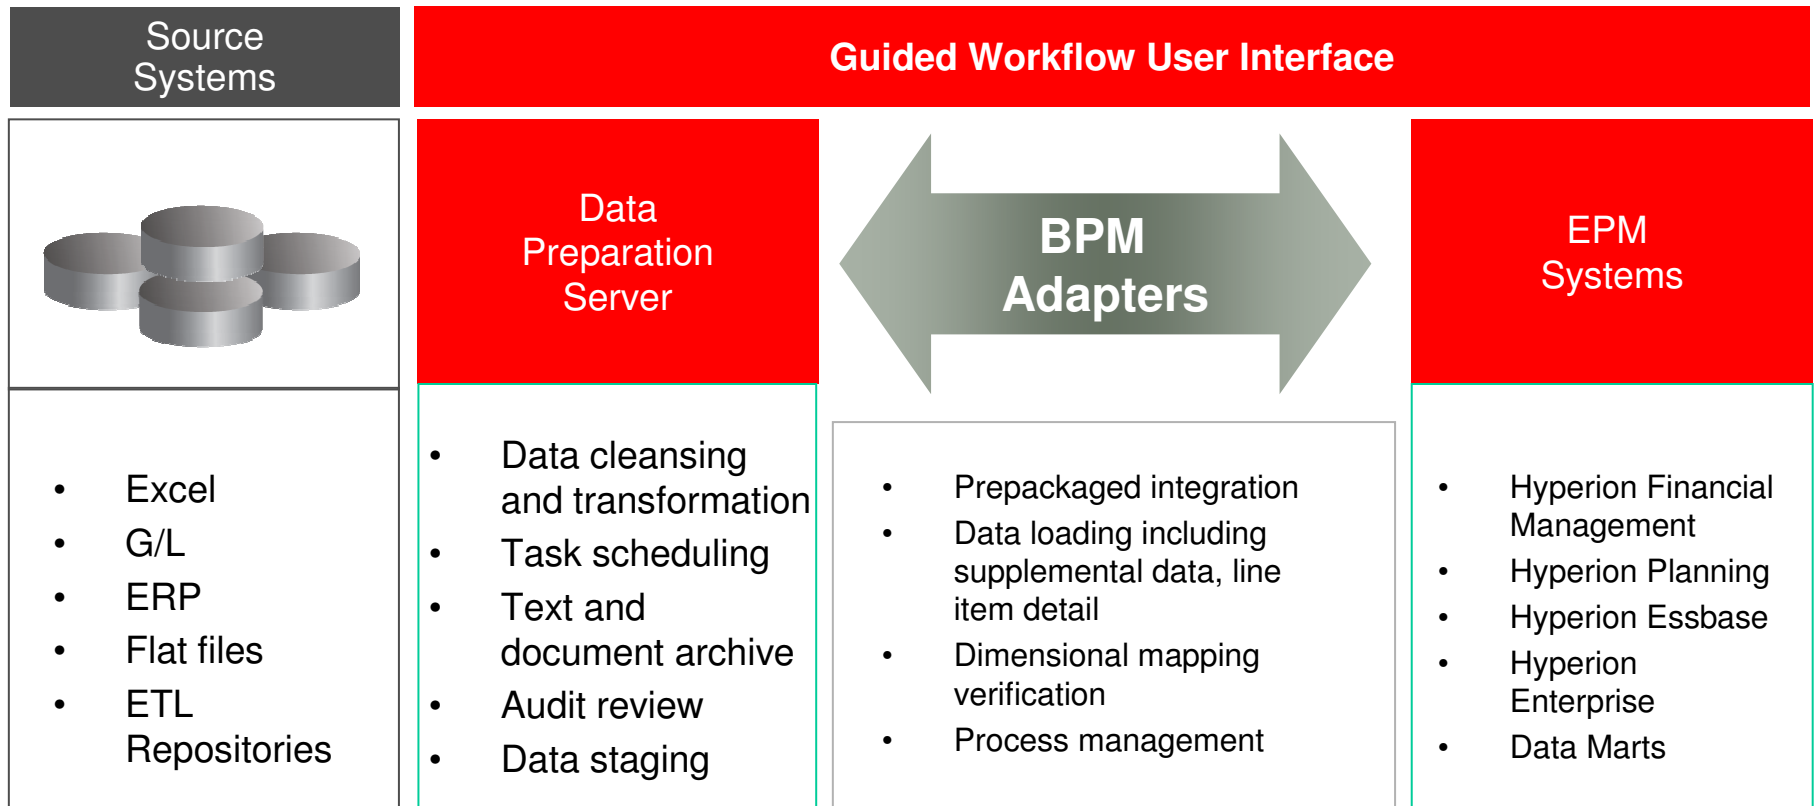 Source
Systems
Guided Workflow User Interface
Data
Preparation
Server
BPM
Adapters
EPM
Systems
• Excel
• G/L
• ERP
• Flat files
• ETL
Repositories
• Data cleansing
and transformation
• Task scheduling
• Text and
document archive
• Audit review
• Data staging
• Prepackaged integration
• Data loading including
supplemental data, line
item detail
• Dimensional mapping
verification
• Process management
• Hyperion Financial
Management
• Hyperion Planning
• Hyperion Essbase
• Hyperion
Enterprise
• Data Marts